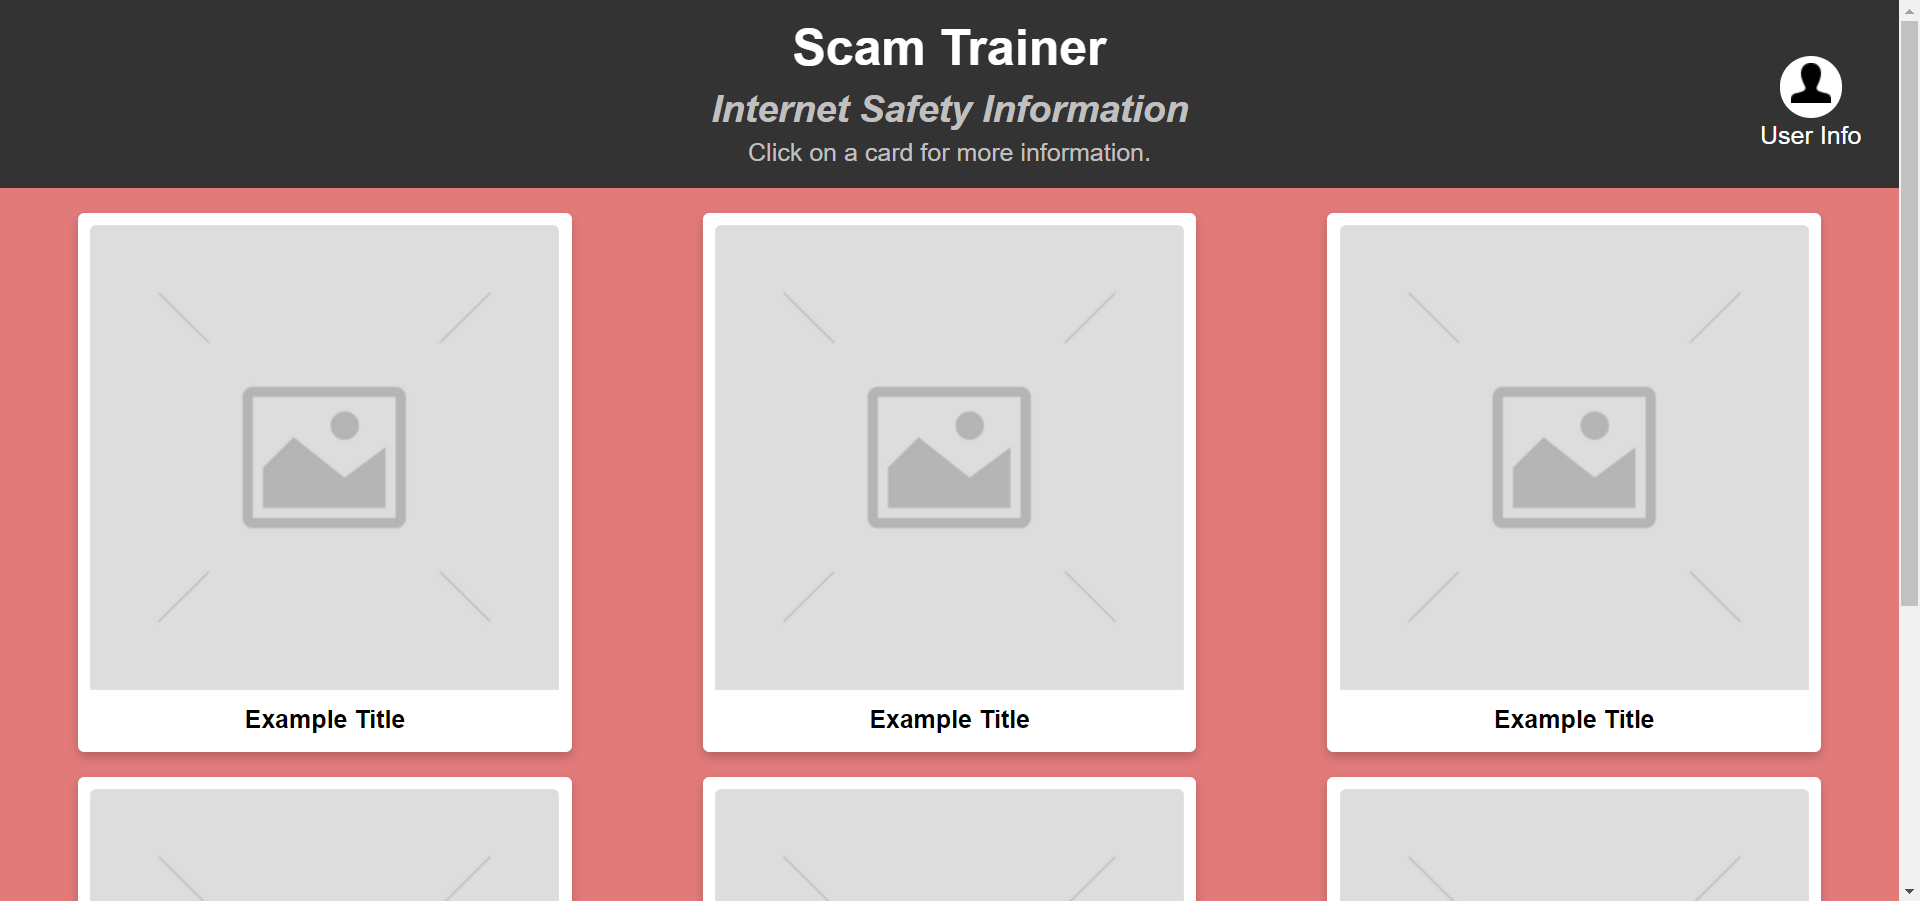 Scam Trainer
Internet Safety Information
Click on a card for more information.
User Info
Example Title
Example Title
Example Title